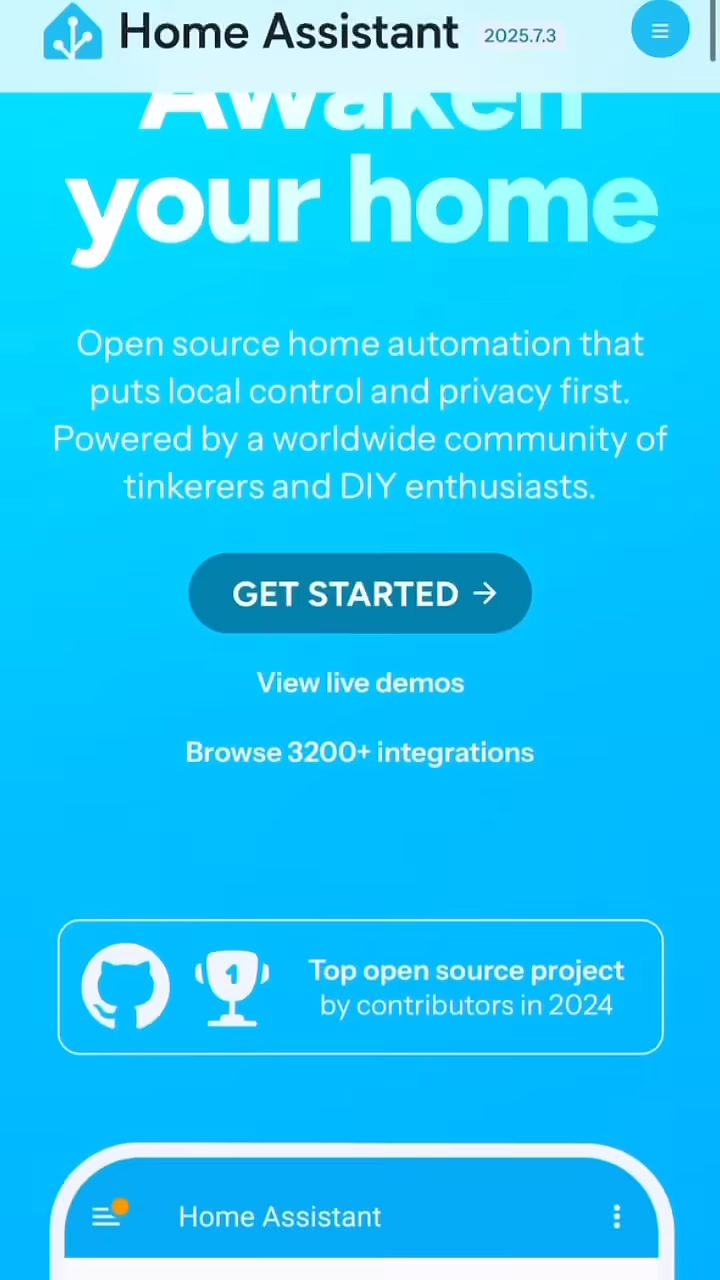 Home Assistant 2025.7.3
Awaken
your home
Open source home automation that
puts local control and privacy first.
Powered by a worldwide community of
tinkerers and DIY enthusiasts.
GET STARTED →
View live demos
Browse 3200+ integrations
1
Top open source project
by contributors in 2024
Home Assistant